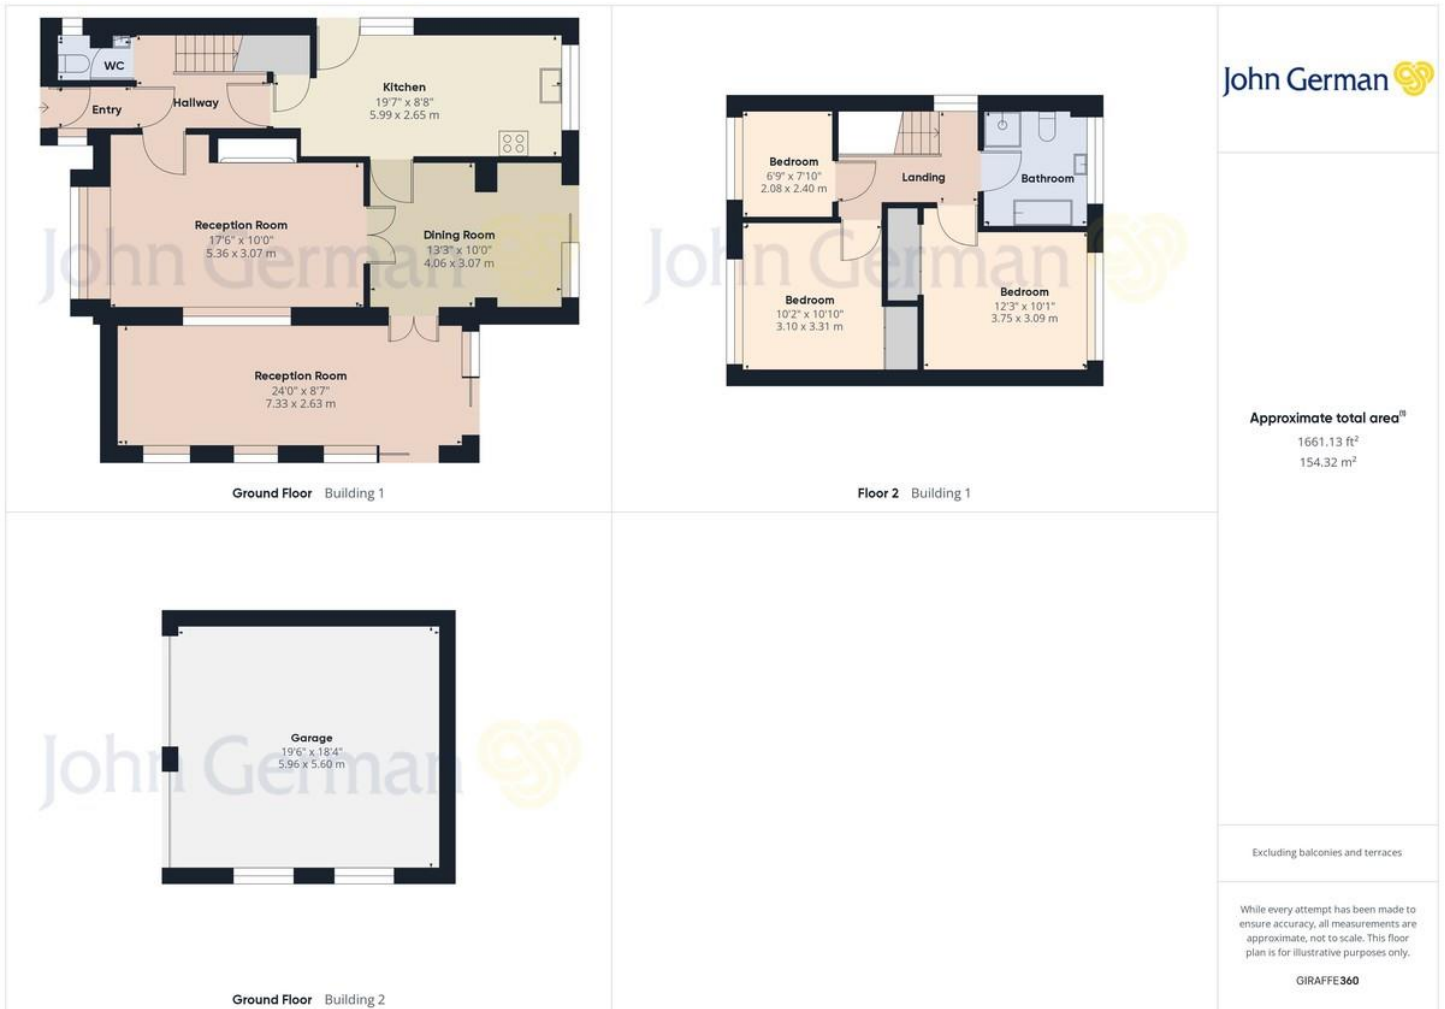 WC
Entry
Hallway
Kitchen
19'7" x 8'8"
5.99 x 2.65 m
Reception Room
17'6" x 10'0"
5.36 x 3.07 m
Dining Room
13'3" x 10'0"
4.06 x 3.07 m
Reception Room
24'0" x 8'7"
7.33 x 2.63 m
John German
Ground Floor Building 1
Bedroom
6'9" x 7'10"
2.08 x 2.40 m
Landing
Bathroom
Bedroom
10'2" x 10'10"
3.10 x 3.31 m
Bedroom
12'3" x 10'1"
3.75 x 3.09 m
John German
Floor 2 Building 1
Garage
19'6" x 18'4"
5.96 x 5.60 m
John German
Ground Floor Building 2
John German
Approximate total area⁽¹⁾
1661.13 ft²
154.32 m²
Excluding balconies and terraces
While every attempt has been made to
ensure accuracy, all measurements are
approximate, not to scale. This floor
plan is for illustrative purposes only.
GIRAFFE360